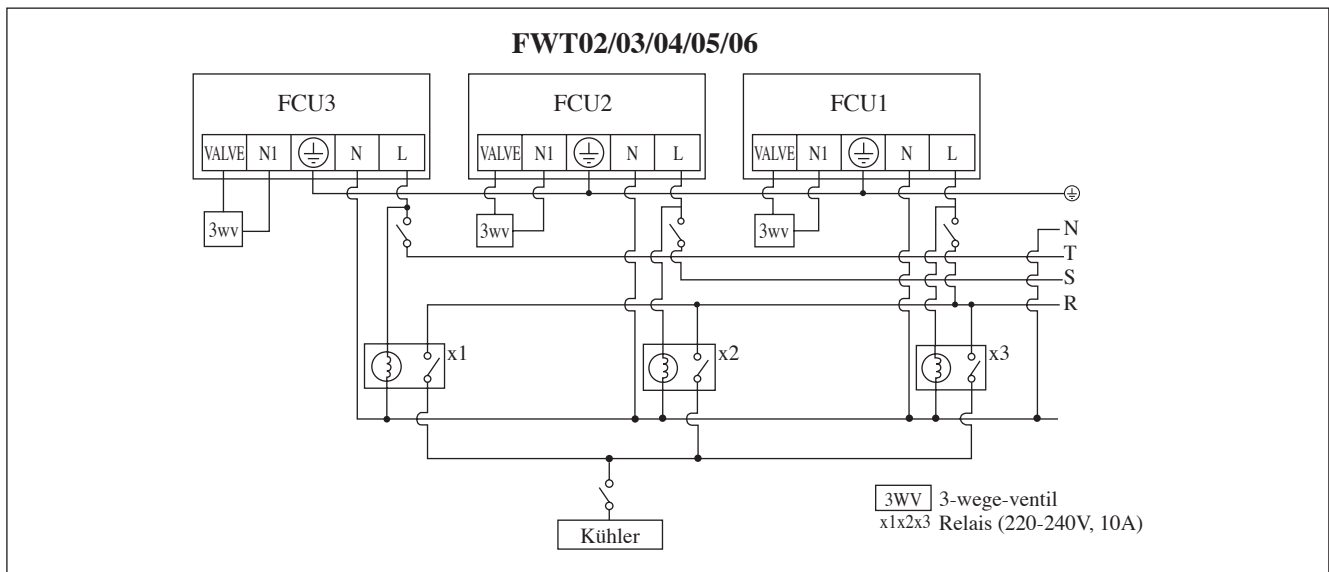 FWT02/03/04/05/06
FCU3 FCU2 FCU1
VALVE N1 N L VALVE N1 N L VALVE N1 N L
3wv 3wv 3wv
N
T
S
R
x1 x2 x3
3WV 3-wege-ventil
x1x2x3 Relais (220-240V, 10A)
Kühler